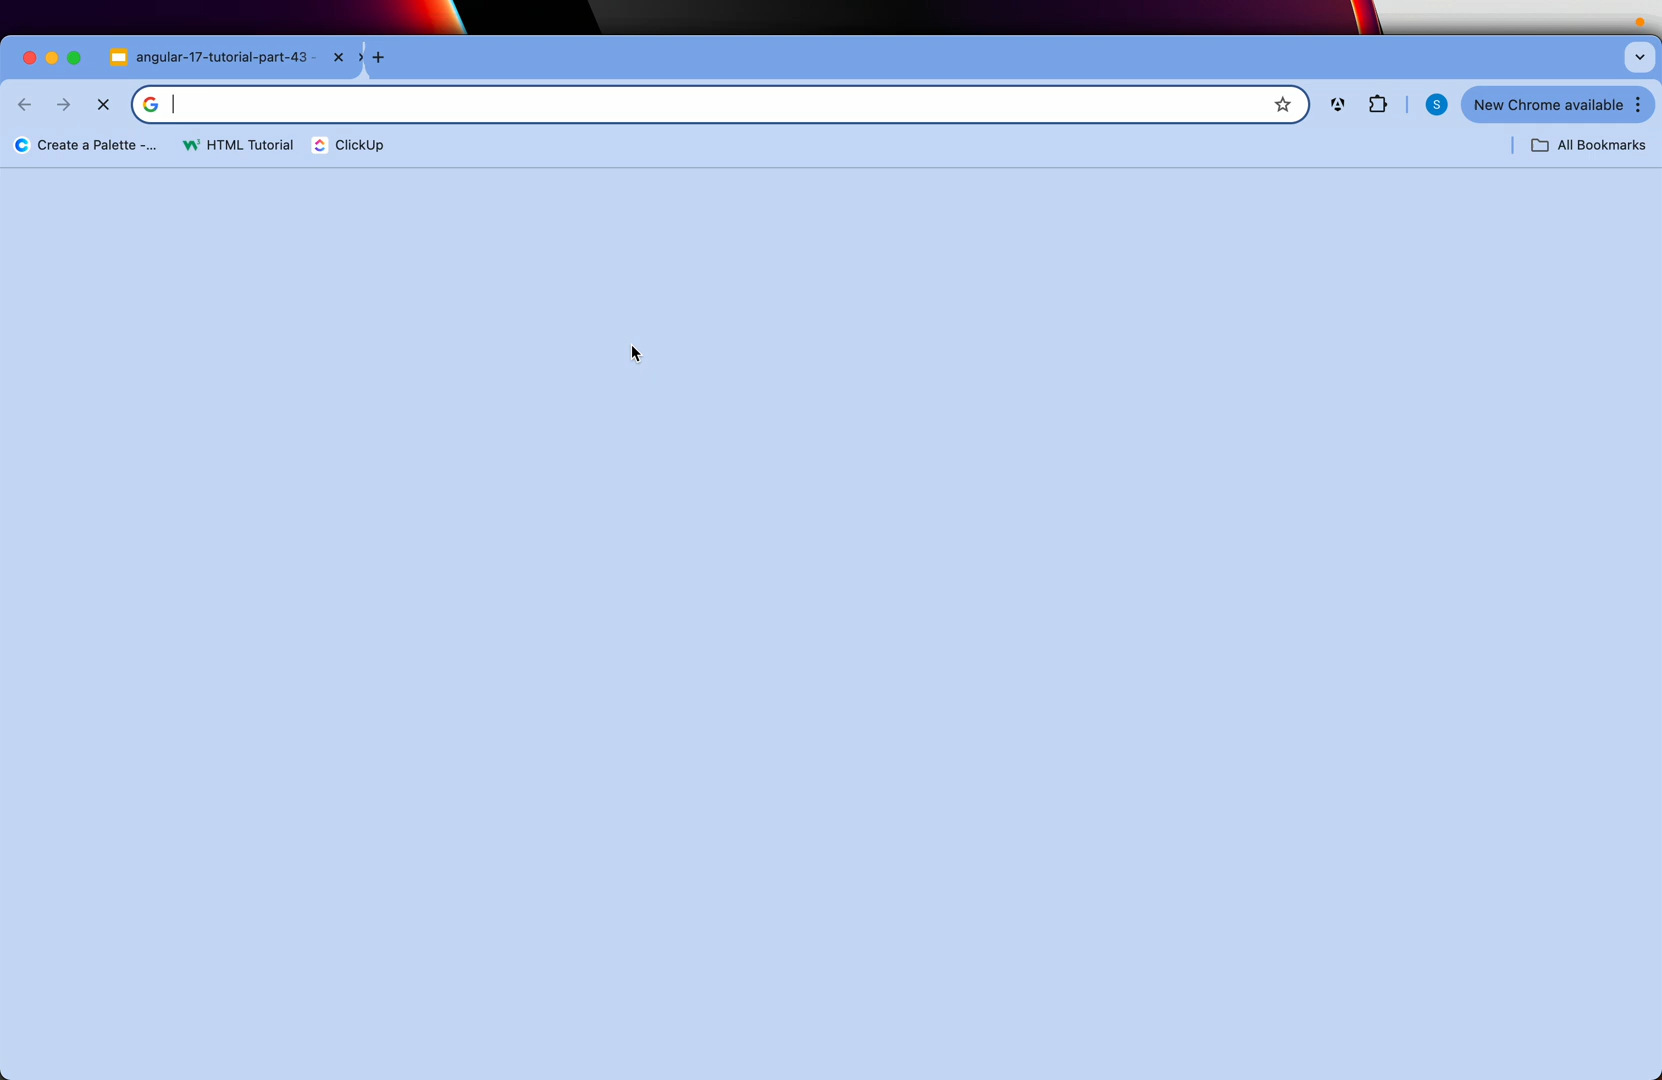 angular-17-tutorial-part-43 -
S
New Chrome available
Create a Palette -...
HTML Tutorial
ClickUp
All Bookmarks